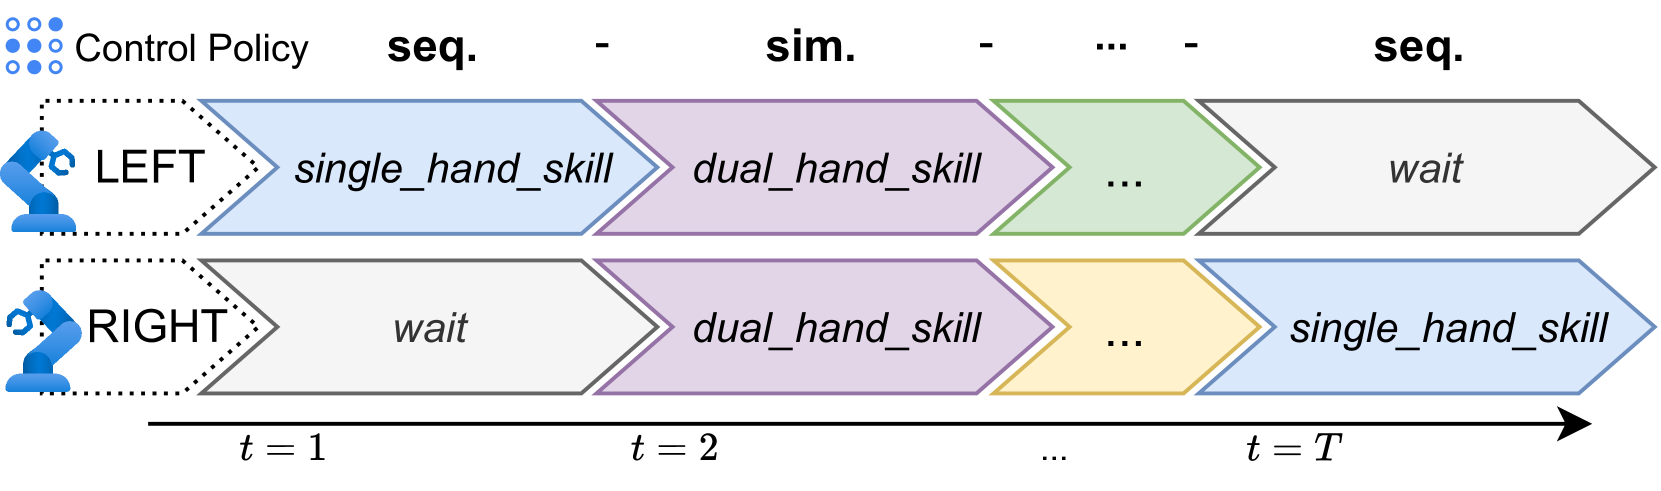 Control Policy seq. - sim. - ... - seq.
LEFT single_hand_skill dual_hand_skill ... wait
RIGHT wait dual_hand_skill ... single_hand_skill
t = 1 t = 2 ... t = T